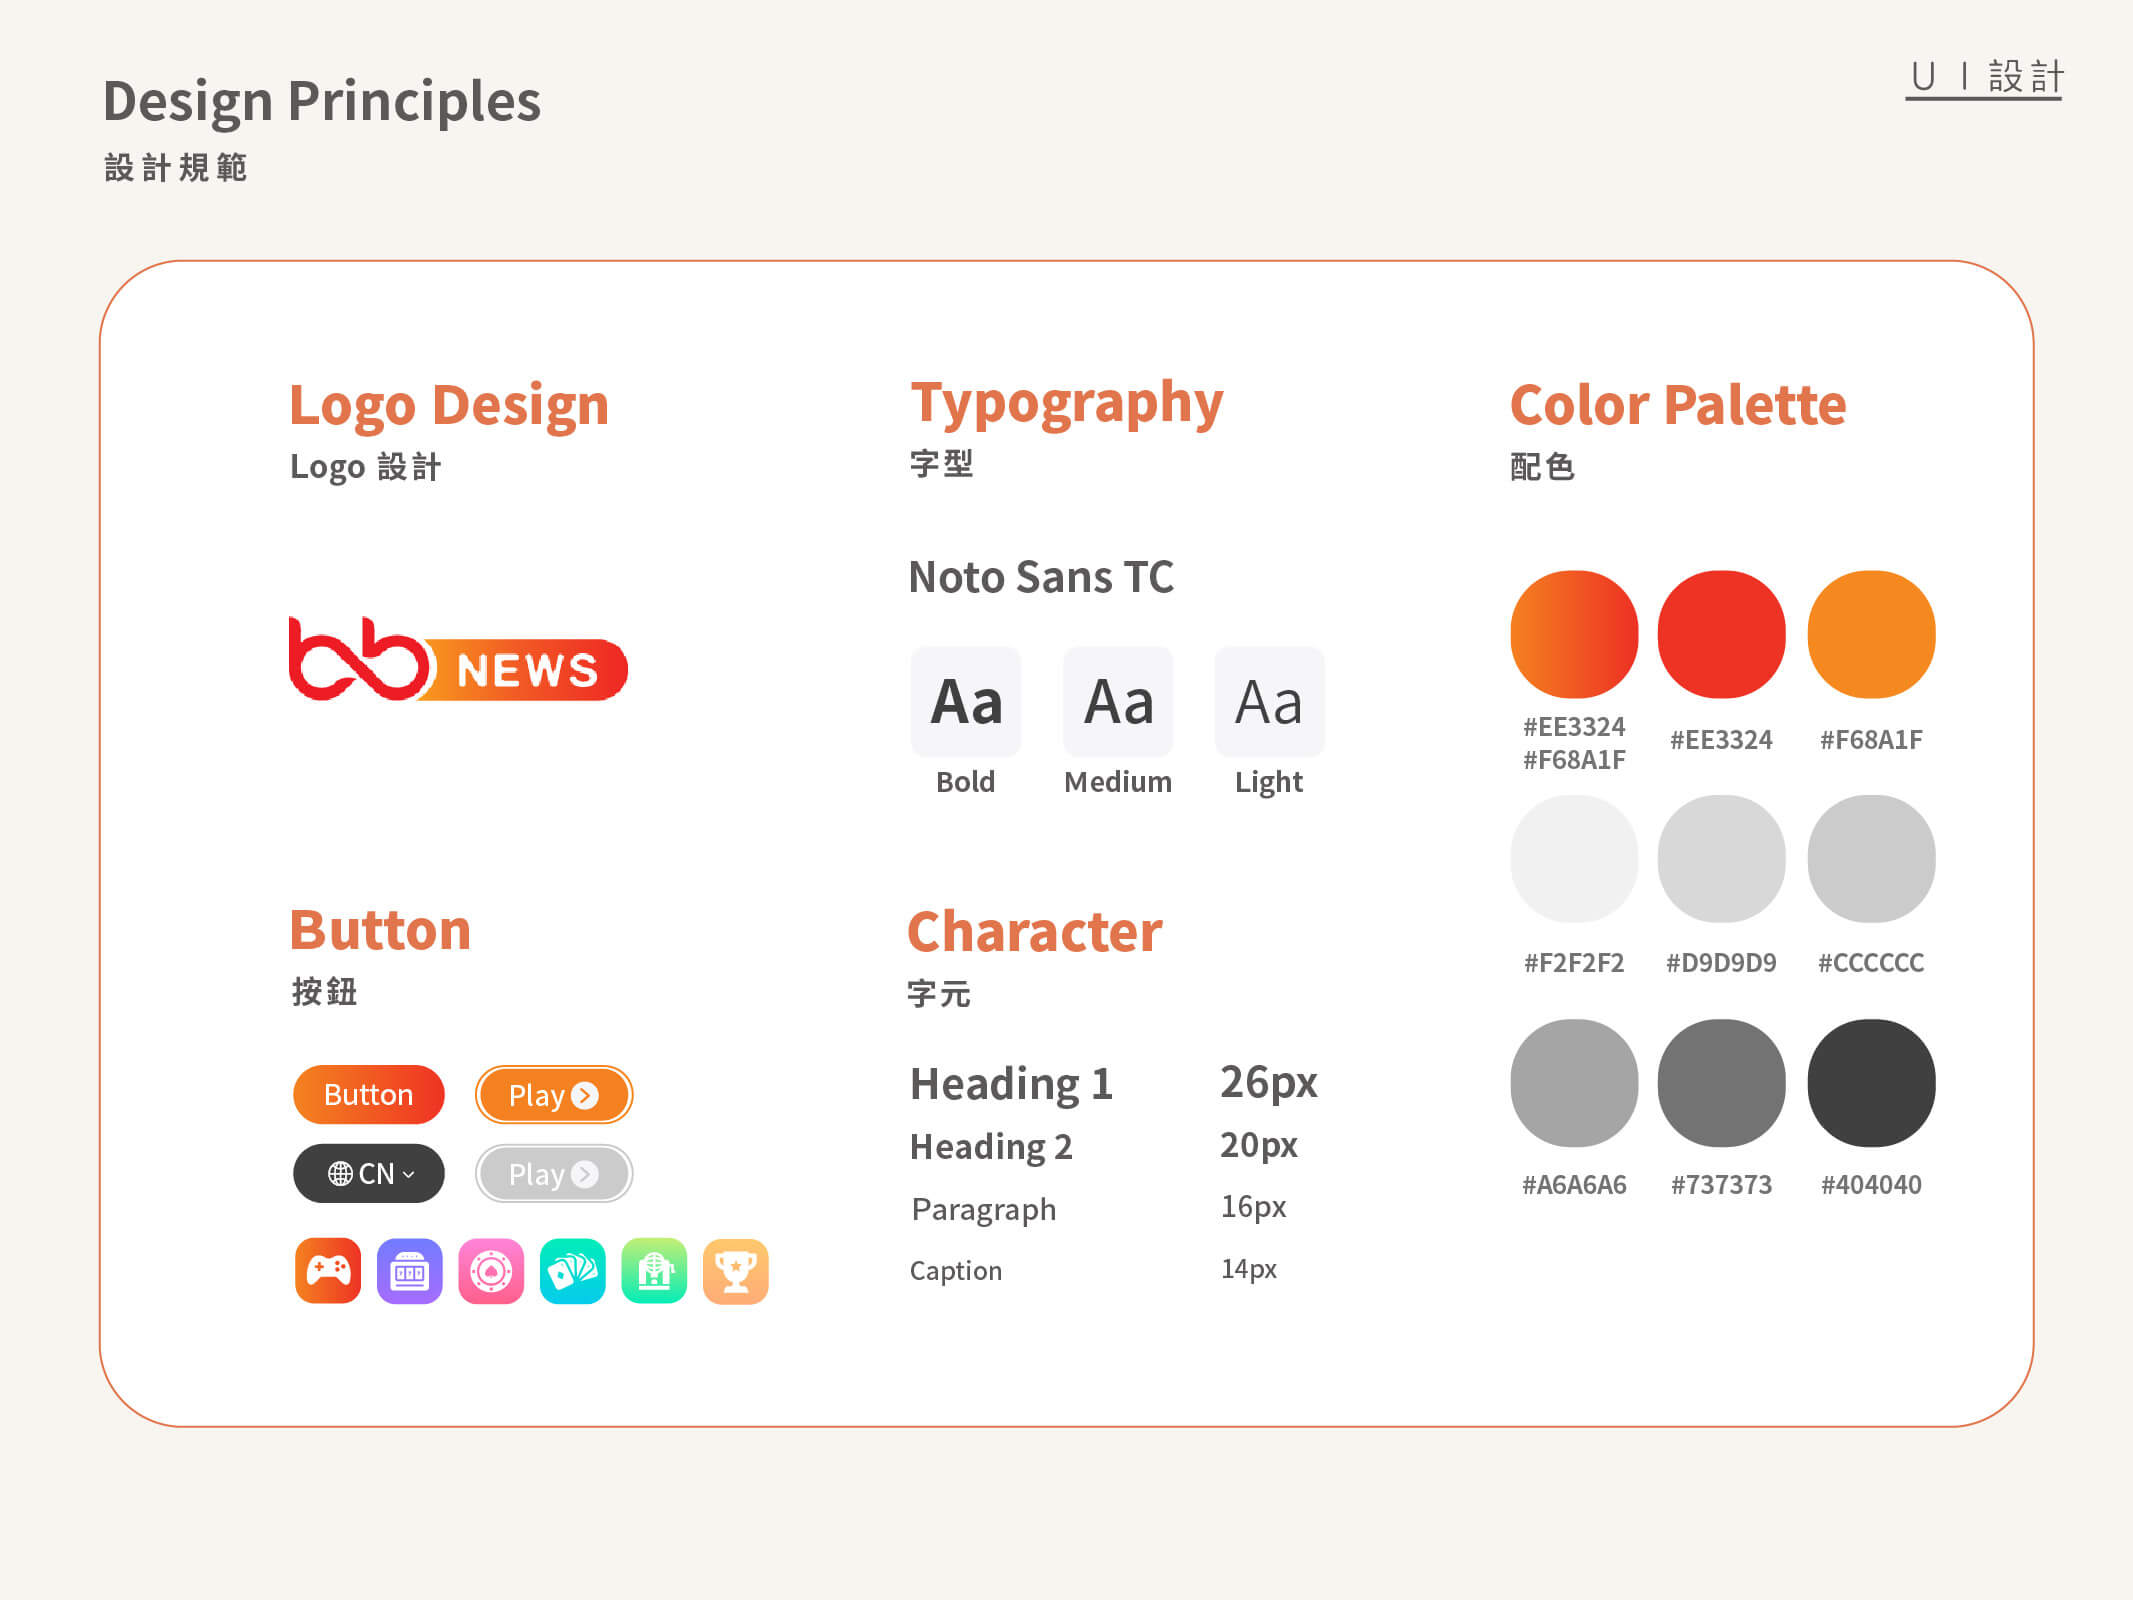 Design Principles
設計規範
UI設計
Logo Design
Logo 設計
bb NEWS
Typography
字型
Noto Sans TC
Aa Aa Aa
Bold Medium Light
Color Palette
配色
#EE3324
#F68A1F
#EE3324
#F68A1F
#F2F2F2 #D9D9D9 #CCCCCC
#A6A6A6 #737373 #404040
Button
按鈕
Button Play
CN Play
Character
字元
Heading 1 26px
Heading 2 20px
Paragraph 16px
Caption 14px